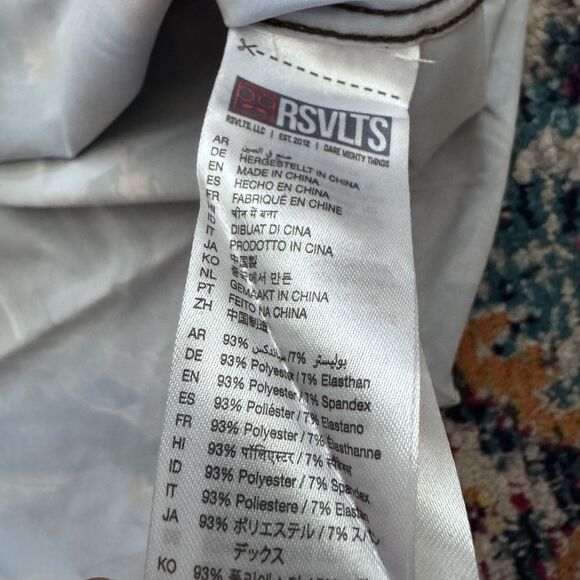 RSVLTS
RSVLTS, LLC | EST. 2012 | DARE MIGHTY THINGS
AR صنع في الصين
DE HERGESTELLT IN CHINA
EN MADE IN CHINA
ES HECHO EN CHINA
FR FABRIQUÉ EN CHINE
HI चीन में बना
ID DIBUAT DI CINA
IT PRODOTTO IN CINA
JA 中国製
KO 중국에서 만든
NL GEMAAKT IN CHINA
PT FEITO NA CHINA
ZH 中国制造
AR 93% بوليستر /7% سباندكس
DE 93% Polyester / 7% Elasthan
EN 93% Polyester / 7% Spandex
ES 93% Poliéster / 7% Elastano
FR 93% Polyester / 7% Élasthanne
HI 93% पॉलिएस्टर / 7% स्पैन्डेक्स
ID 93% Polyester / 7% Spandex
IT 93% Poliestere / 7% Elastan
JA 93% ポリエステル / 7% スパン
デックス
KO 93%